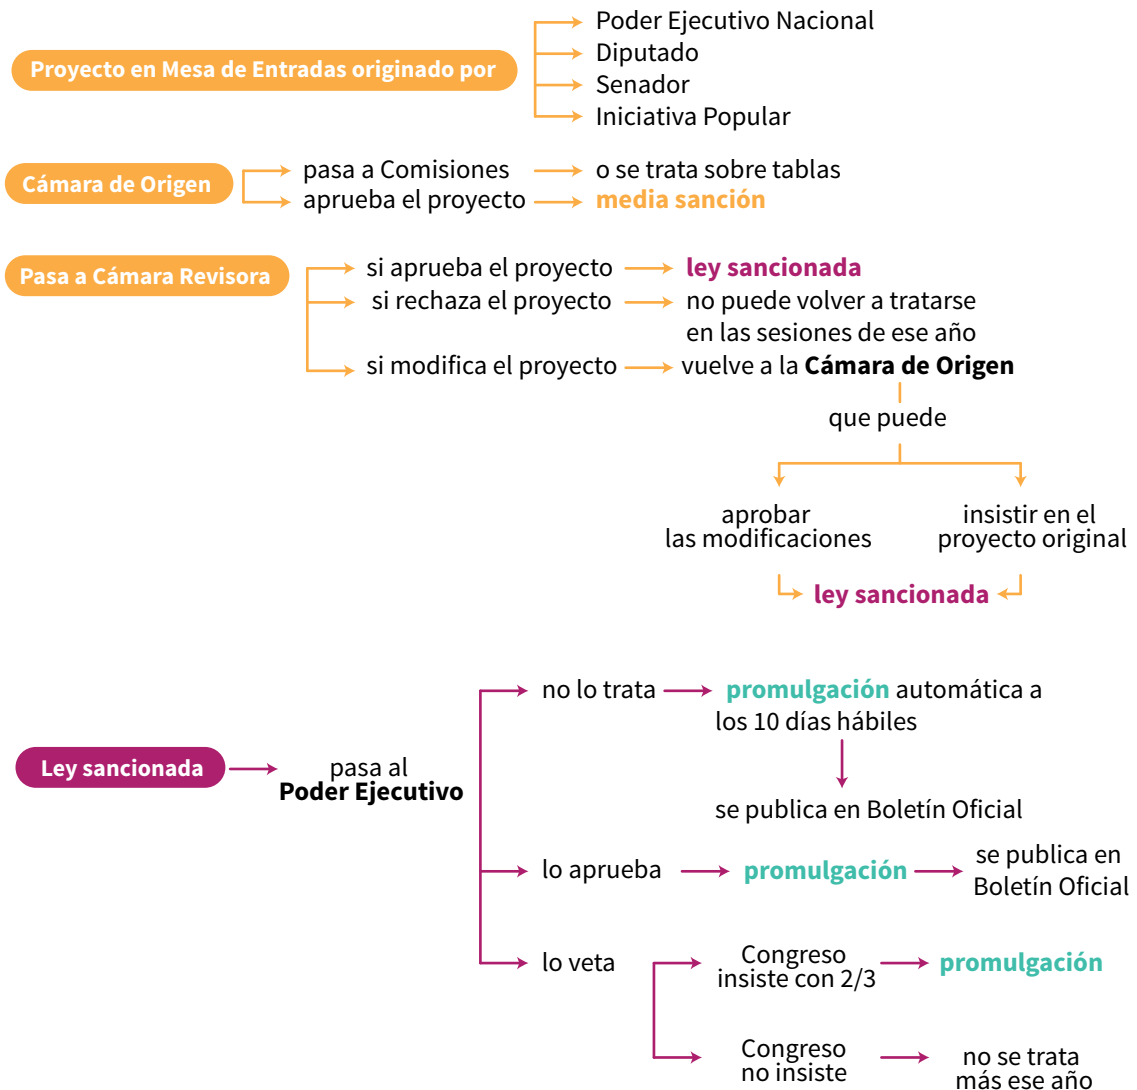 Proyecto en Mesa de Entradas originado por
Poder Ejecutivo Nacional
Diputado
Senador
Iniciativa Popular
Cámara de Origen
pasa a Comisiones
o se trata sobre tablas
aprueba el proyecto
media sanción
Pasa a Cámara Revisora
si aprueba el proyecto
ley sancionada
si rechaza el proyecto
no puede volver a tratarse
en las sesiones de ese año
si modifica el proyecto
vuelve a la Cámara de Origen
que puede
aprobar
las modificaciones
insistir en el
proyecto original
ley sancionada
Ley sancionada
pasa al
Poder Ejecutivo
no lo trata
promulgación automática a
los 10 días hábiles
se publica en Boletín Oficial
lo aprueba
promulgación
se publica en
Boletín Oficial
lo veta
Congreso
insiste con 2/3
promulgación
Congreso
no insiste
no se trata
más ese año